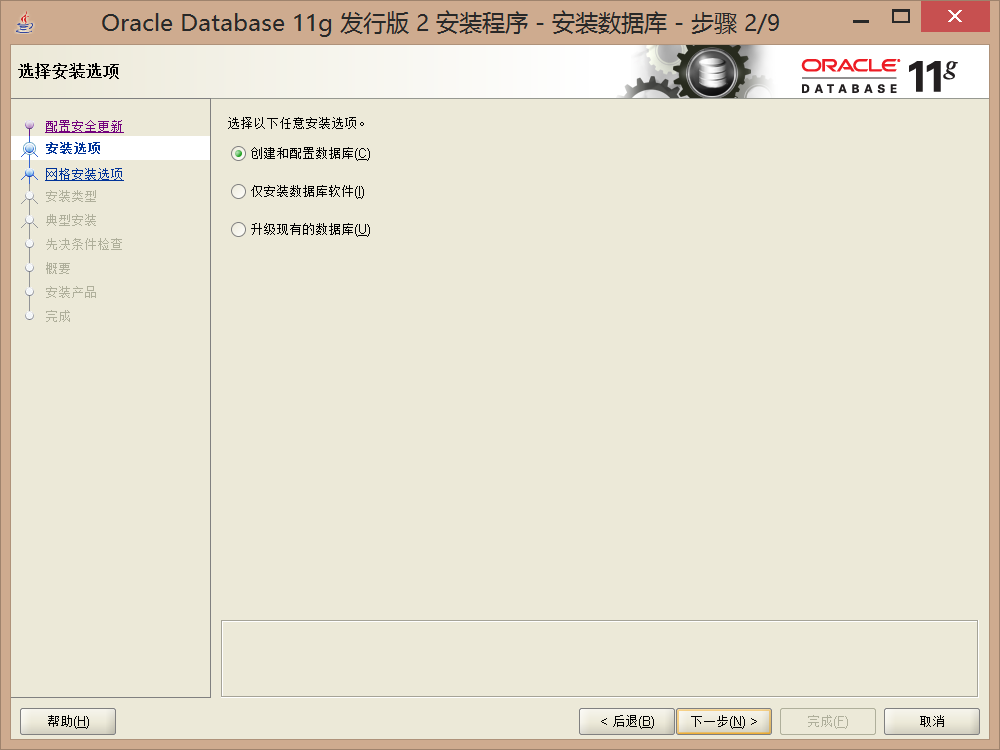 Oracle Database 11g 发行版 2 安装程序 - 安装数据库 - 步骤 2/9
选择安装选项
ORACLE
DATABASE
11g
配置安全更新
安装选项
网格安装选项
安装类型
典型安装
先决条件检查
概要
安装产品
完成
选择以下任意安装选项。
创建和配置数据库(C)
仅安装数据库软件(I)
升级现有的数据库(U)
帮助(H)
< 后退(B)
下一步(N) >
完成(F)
取消